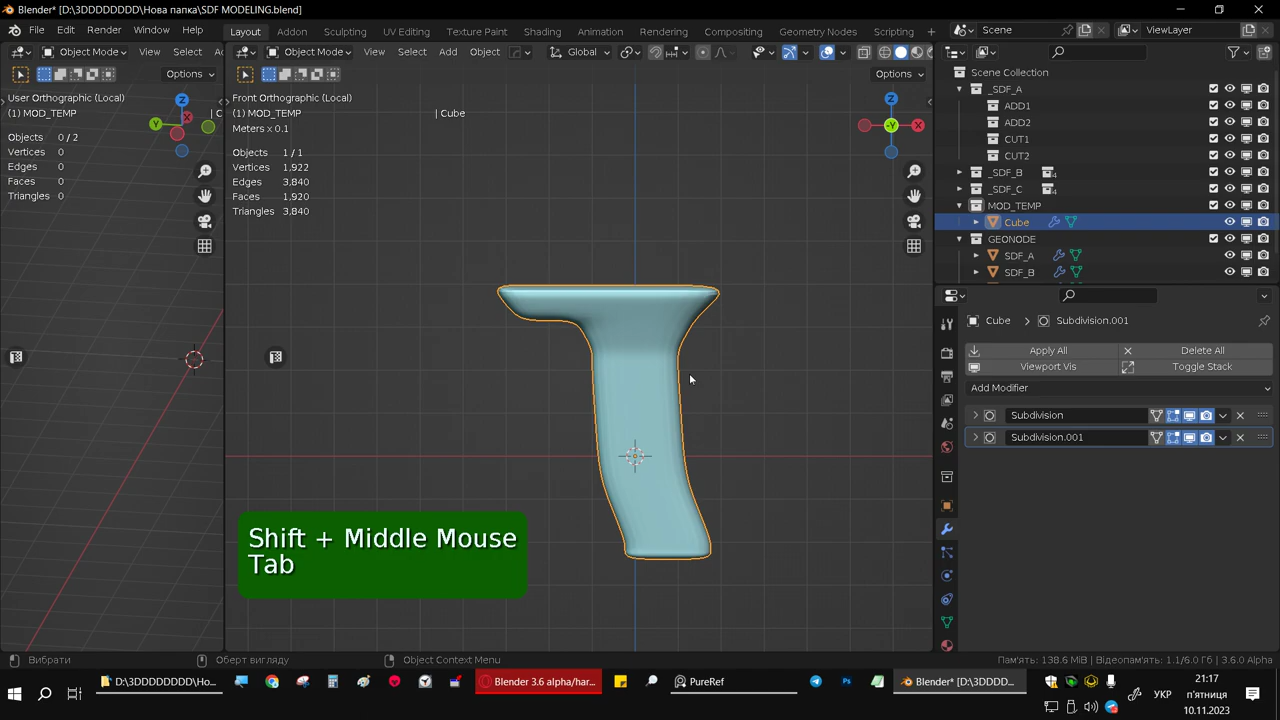 Blender* [D:\3DDDDDDDD\Нова папка\SDF MODELING.blend]
File Edit Render Window Help Layout Addon Sculpting UV Editing Texture Paint Shading Animation Rendering Compositing Geometry Nodes Scripting Scene ViewLayer
Object Mode View Select A
Object Mode View Select Add Object Global
Options
Options
User Orthographic (Local)
(1) MOD_TEMP | C
Objects 0 / 2
Vertices 0
Edges 0
Faces 0
Triangles 0
Z
X
Y
Front Orthographic (Local)
(1) MOD_TEMP | Cube
Meters x 0.1
Objects 1 / 1
Vertices 1,922
Edges 3,840
Faces 1,920
Triangles 3,840
Z
-Y
X
Scene Collection
_SDF_A
ADD1
ADD2
CUT1
CUT2
_SDF_B 4
_SDF_C 4
MOD_TEMP
Cube
GEONODE
SDF_A
SDF_B
Cube > Subdivision.001
Apply All Delete All
Viewport Vis Toggle Stack
Add Modifier
Subdivision
Subdivision.001
Shift + Middle Mouse
Tab
Вибрати Оберт вигляду Object Context Menu Пам'ять: 138.6 MiB | Відеопам'ять: 1.1/6.0 Гб | 3.6.0 Alpha
D:\3DDDDDDDD\Но... Blender 3.6 alpha/har... PureRef Blender* [D:\3DDDD...
УКР
21:17
п'ятниця
10.11.2023